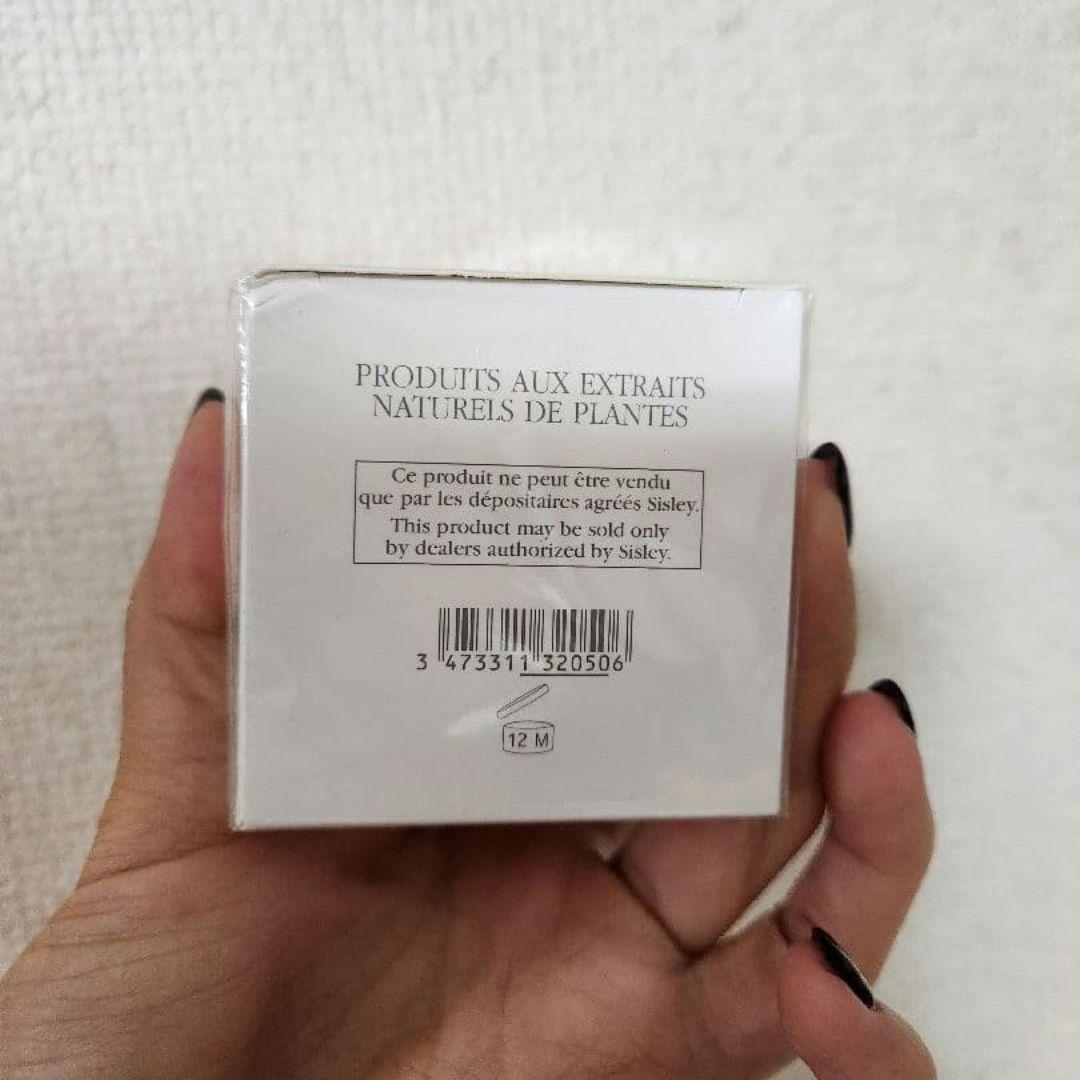 PRODUITS AUX EXTRAITS
NATURELS DE PLANTES
Ce produit ne peut être vendu
que par les dépositaires agréés Sisley.
This product may be sold only
by dealers authorized by Sisley.
3 473311 320506
12 M